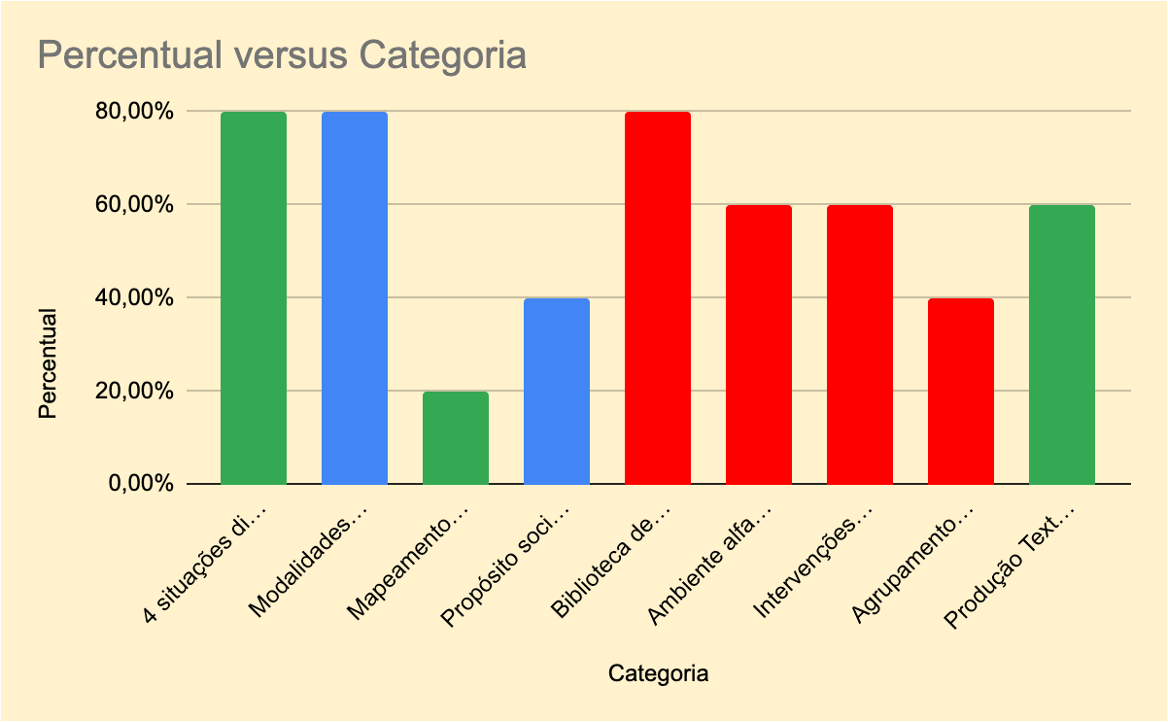 Percentual versus Categoria
80,00%
60,00%
40,00%
20,00%
0,00%
Percentual
4 situações di…
Modalidades…
Mapeamento…
Propósito soci…
Biblioteca de…
Ambiente alfa…
Intervenções…
Agrupamento…
Produção Text…
Categoria